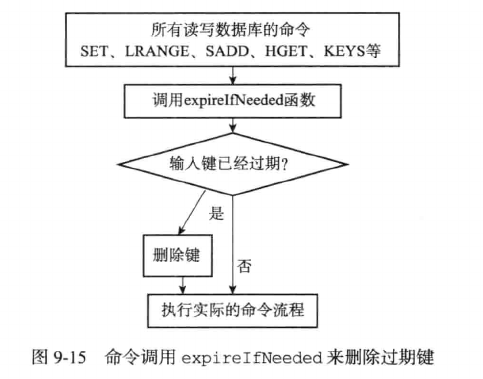 所有读写数据库的命令
SET、LRANGE、SADD、HGET、KEYS等
调用expireIfNeeded函数
输入键已经过期?
是
删除键
否
执行实际的命令流程
图 9-15 命令调用 expireIfNeeded 来删除过期键